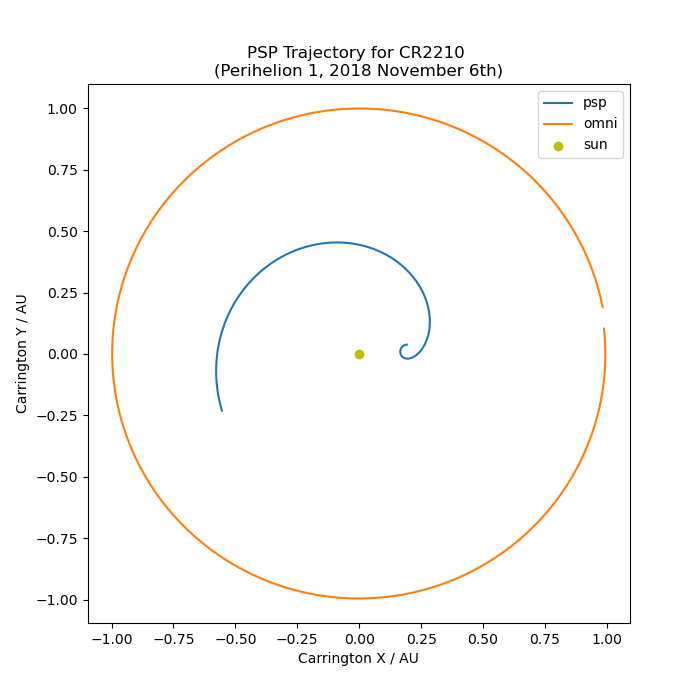 PSP Trajectory for CR2210
(Perihelion 1, 2018 November 6th)
psp
omni
sun
1.00
0.75
0.50
0.25
0.00
−0.25
−0.50
−0.75
−1.00
Carrington Y / AU
−1.00 −0.75 −0.50 −0.25 0.00 0.25 0.50 0.75 1.00
Carrington X / AU